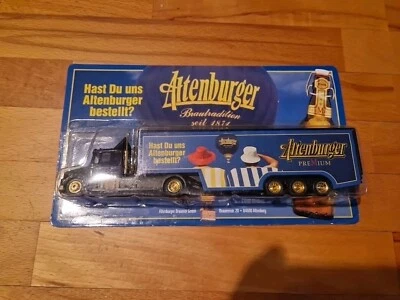 Hast Du uns
Altenburger
bestellt?
Altenburger
Brautradition
seit 1871
Hast Du uns
Altenburger
bestellt?
Altenburger
PREMIUM